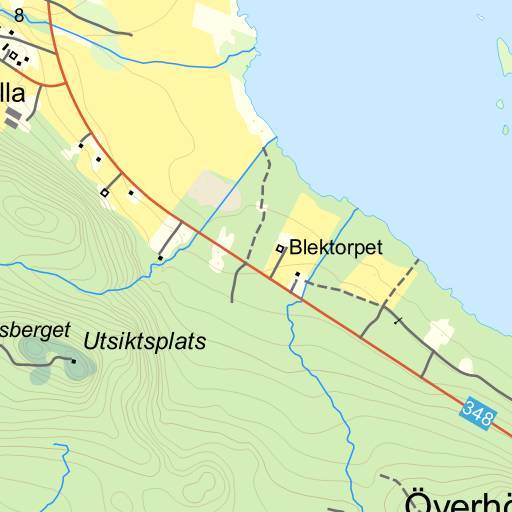 8
lla
Blektorpet
sberget
Utsiktsplats
348
Överhö